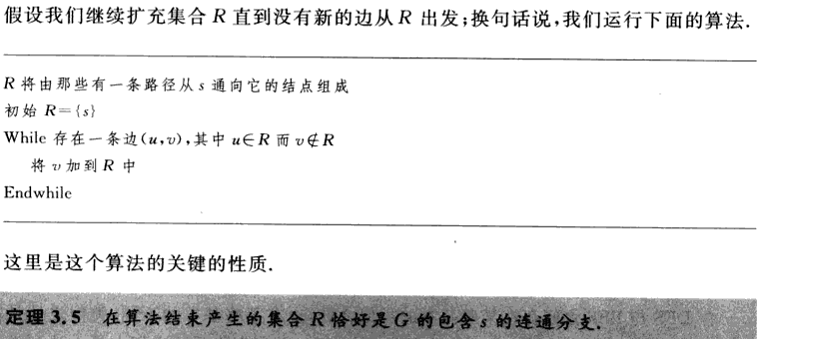 假设我们继续扩充集合 R 直到没有新的边从 R 出发;换句话说,我们运行下面的算法.
R 将由那些有一条路径从 s 通向它的结点组成
初始 R={s}
While 存在一条边(u,v),其中 u∈R 而 v∉R
将 v 加到 R 中
Endwhile
这里是这个算法的关键的性质.
定理 3.5 在算法结束产生的集合 R 恰好是 G 的包含 s 的连通分支.